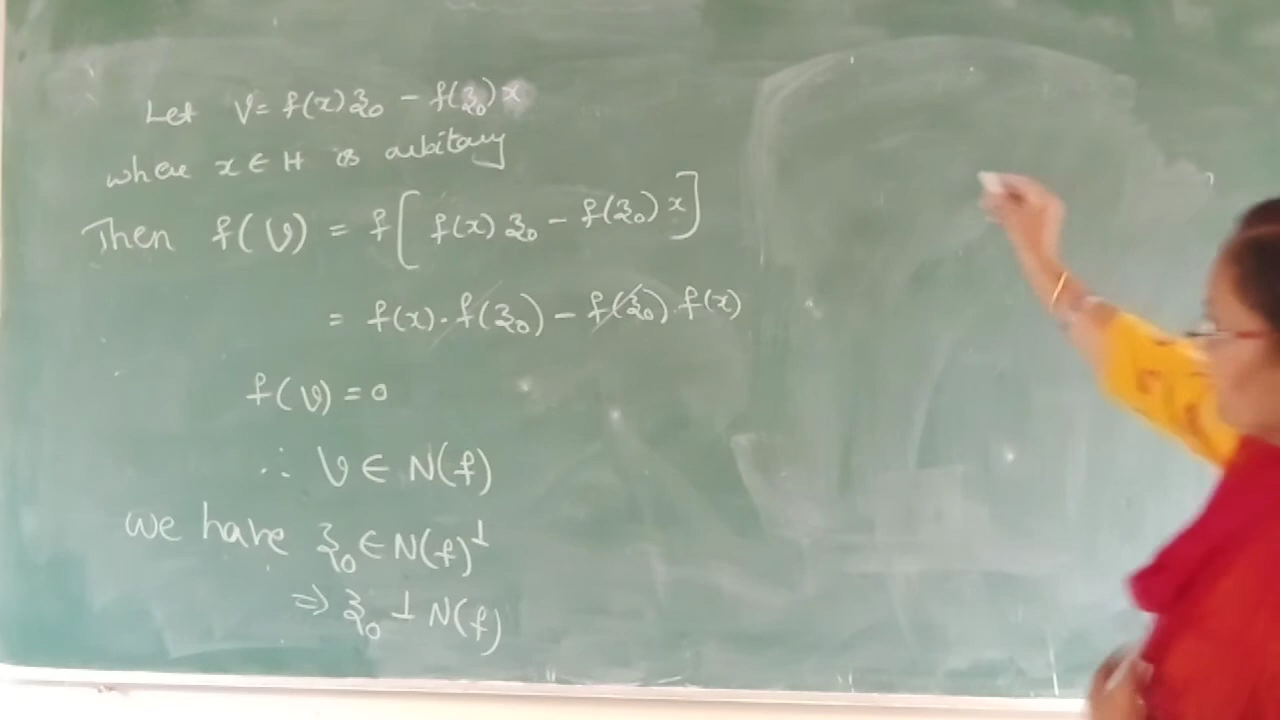 Let V = f(x)z₀ - f(z₀)x
where x ∈ H is arbitary
Then f(V) = f[ f(x) z₀ - f(z₀) x ]
= f(x). f(z₀) - f(z₀). f(x)
f(V) = 0
∴ V ∈ N(f)
We have z₀ ∈ N(f)^⊥
⇒ z₀ ⊥ N(f)